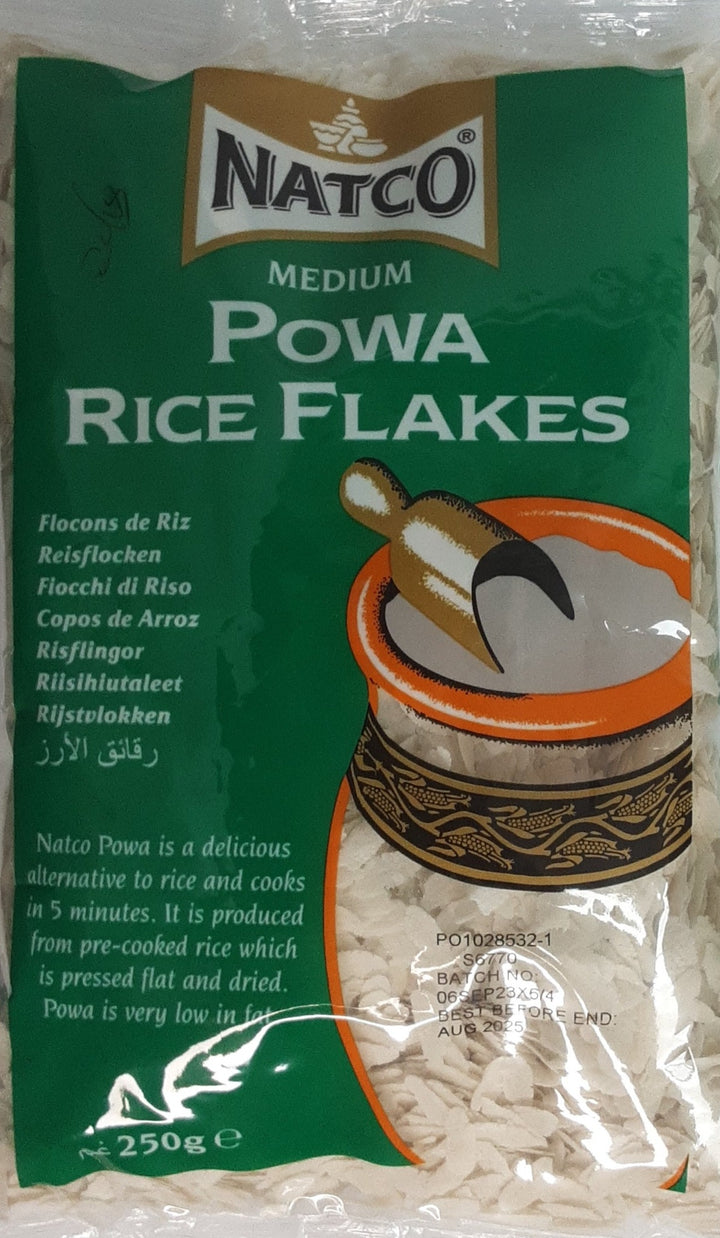 NATCO®
MEDIUM
POWA
RICE FLAKES
Flocons de Riz
Reisflocken
Fiocchi di Riso
Copos de Arroz
Risflingor
Riisihiutaleet
Rijstvlokken
رقائق الأرز
Natco Powa is a delicious
alternative to rice and cooks
in 5 minutes. It is produced
from pre-cooked rice which
is pressed flat and dried.
Powa is very low in fat.
PO1028532-1
S6770
BATCH NO:
06SEP23X5/4
BEST BEFORE END:
AUG 2025
250g e